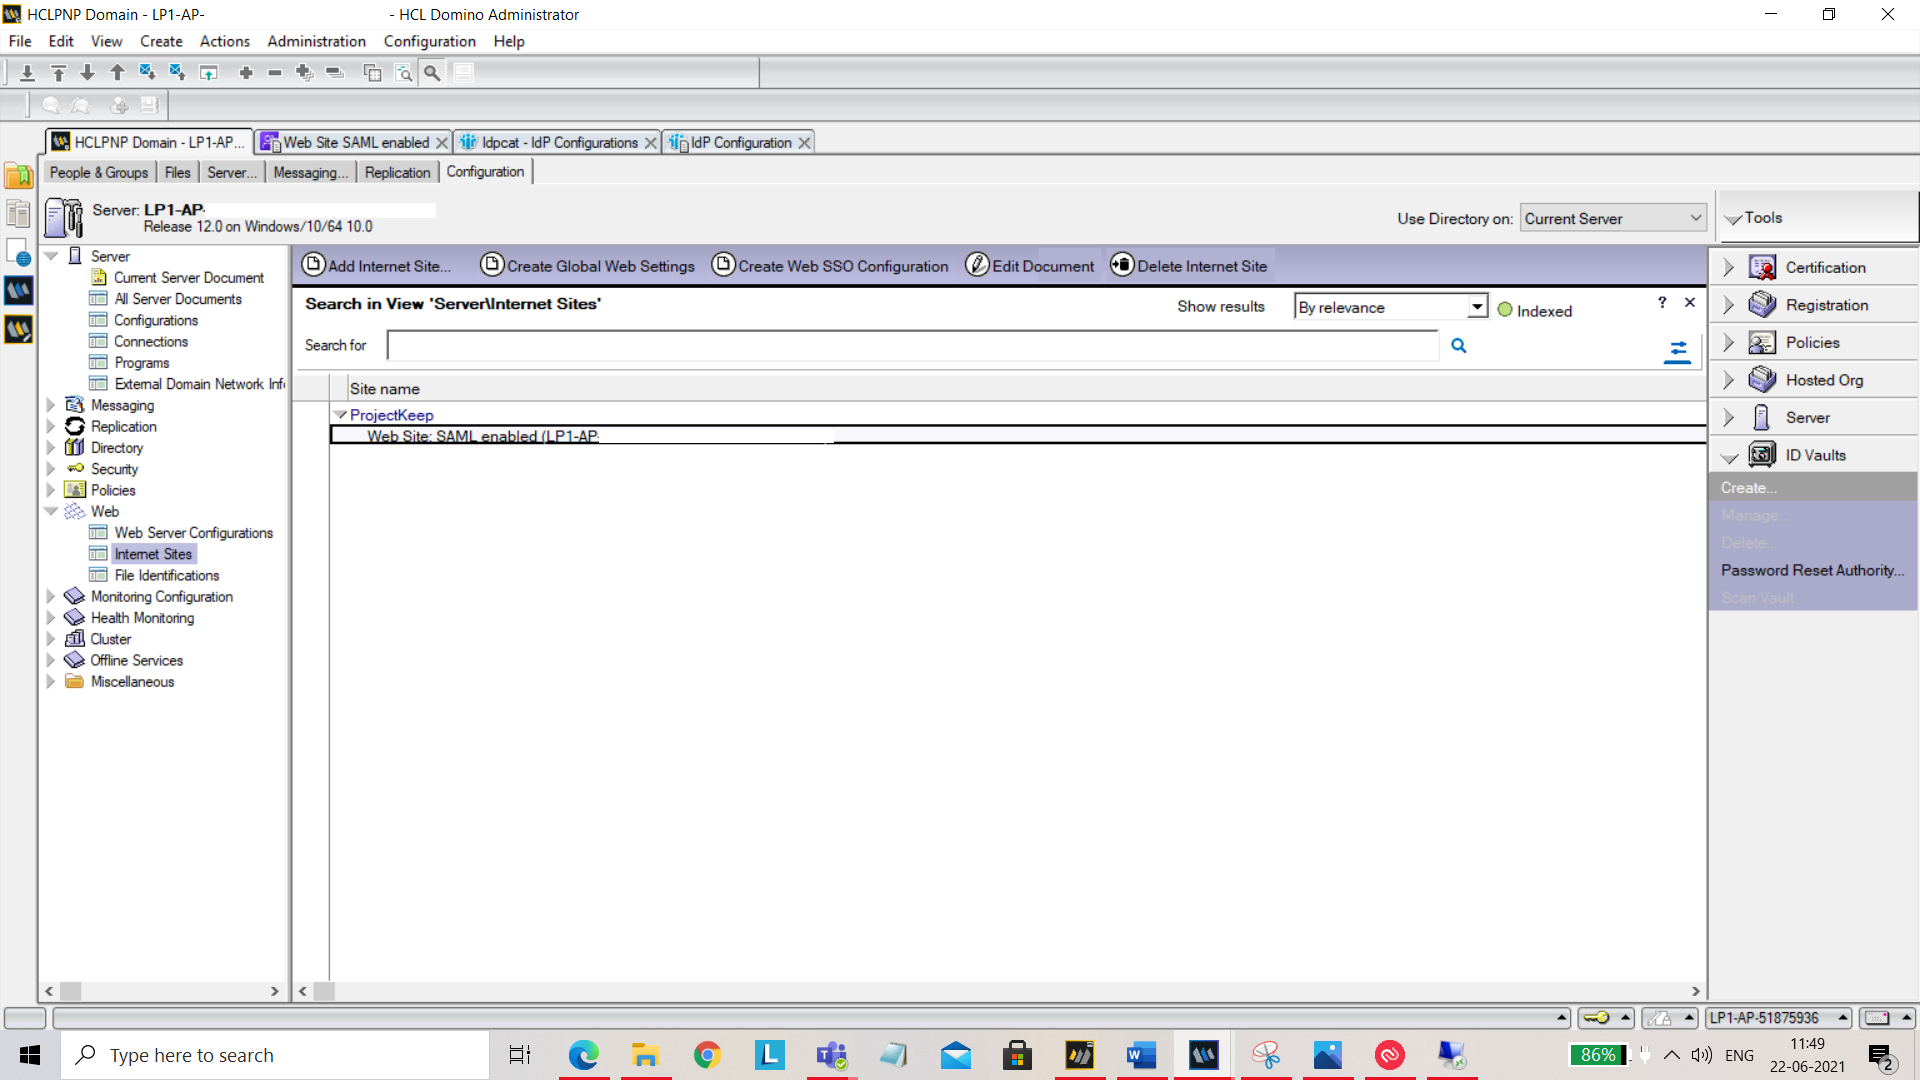 HCLPNP Domain - LP1-AP- - HCL Domino Administrator
File Edit View Create Actions Administration Configuration Help
HCLPNP Domain - LP1-AP... Web Site SAML enabled Idpcat - IdP Configurations IdP Configuration
People & Groups Files Server... Messaging... Replication Configuration
Server: LP1-AP-
Release 12.0 on Windows/10/64 10.0
Use Directory on: Current Server
Tools
Server
Current Server Document
All Server Documents
Configurations
Connections
Programs
External Domain Network Inf
Messaging
Replication
Directory
Security
Policies
Web
Web Server Configurations
Internet Sites
File Identifications
Monitoring Configuration
Health Monitoring
Cluster
Offline Services
Miscellaneous
Add Internet Site... Create Global Web Settings Create Web SSO Configuration Edit Document Delete Internet Site
Search in View 'Server\Internet Sites'
Show results By relevance Indexed ?
Search for
Site name
ProjectKeep
Web Site: SAML enabled (LP1-AP-
Certification
Registration
Policies
Hosted Org
Server
ID Vaults
Create...
Manage...
Delete...
Password Reset Authority...
Scan Vault
LP1-AP-51875936
Type here to search
86% ENG
11:49
22-06-2021
2